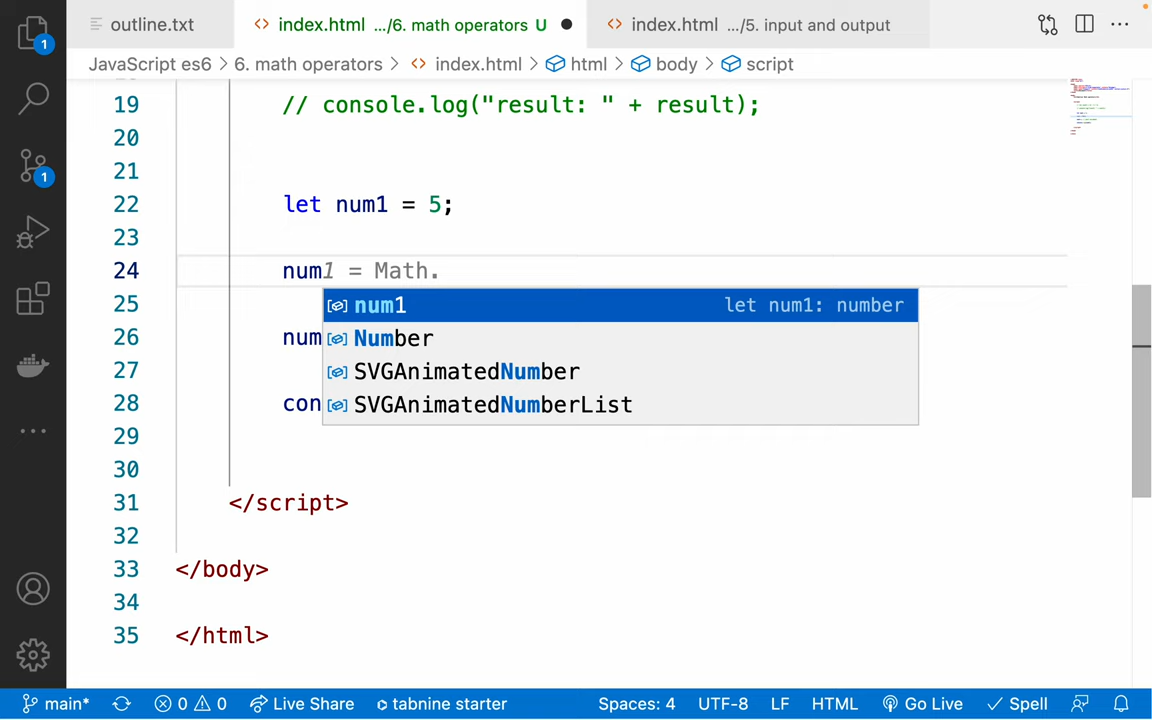 outline.txt
index.html .../6. math operators U
index.html .../5. input and output
JavaScript es6 > 6. math operators > index.html > html > body > script
19 // console.log("result: " + result);
20
21
22 let num1 = 5;
23
24 num1 = Math.
num1 let num1: number
25
26 num
Number
27
SVGAnimatedNumber
28 con
SVGAnimatedNumberList
29
30
31 </script>
32
33 </body>
34
35 </html>
1
1
main* 0 0 Live Share tabnine starter Spaces: 4 UTF-8 LF HTML Go Live Spell